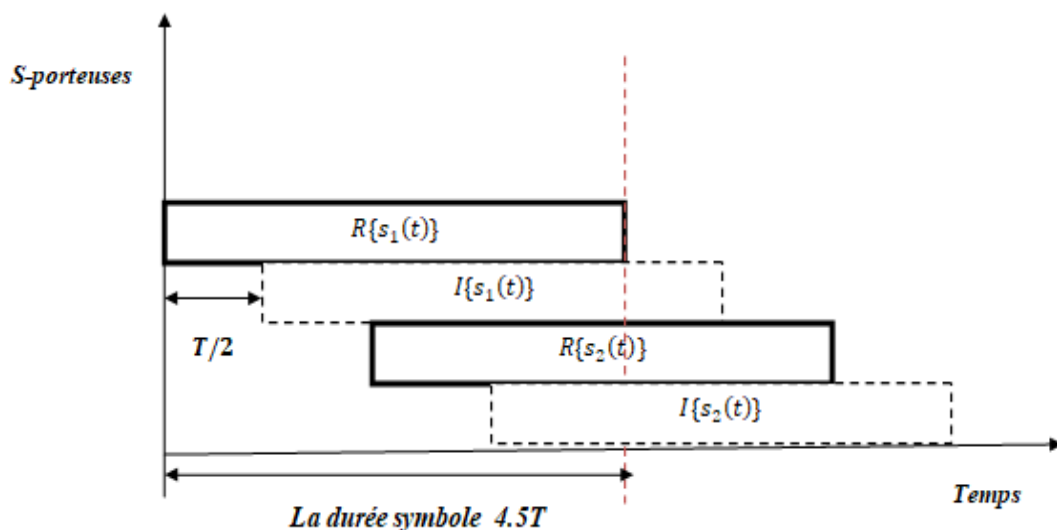 S-porteuses
R{s₁(t)}
I{s₁(t)}
T/2
R{s₂(t)}
I{s₂(t)}
Temps
La durée symbole 4.5T